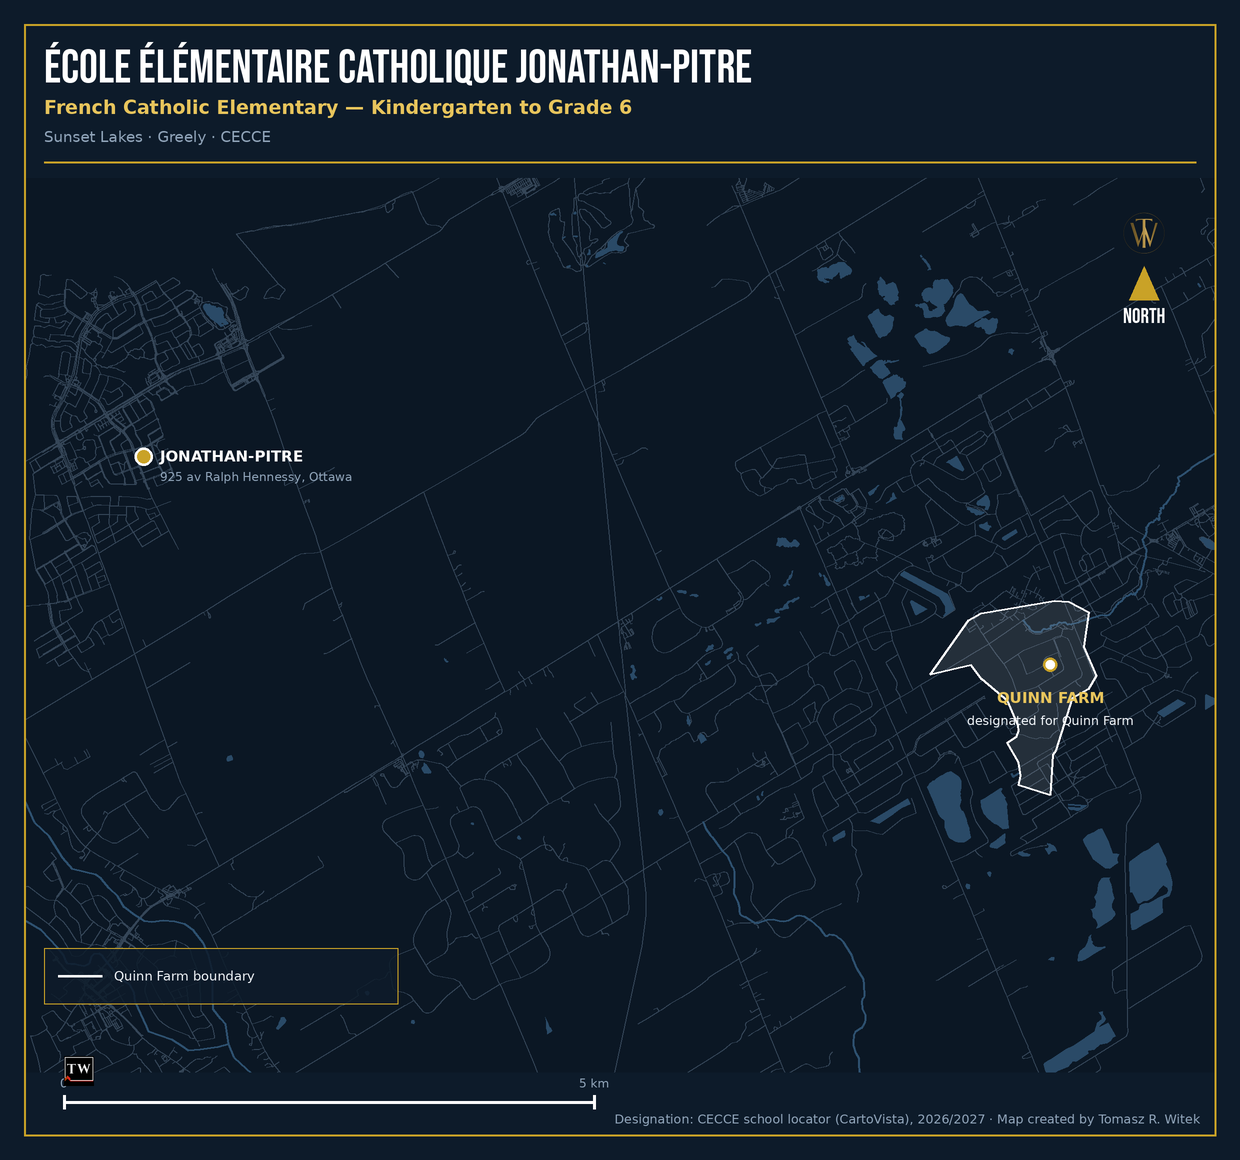 ÉCOLE ÉLÉMENTAIRE CATHOLIQUE JONATHAN-PITRE
French Catholic Elementary — Kindergarten to Grade 6
Sunset Lakes · Greely · CECCE
TW
NORTH
JONATHAN-PITRE
925 av Ralph Hennessy, Ottawa
QUINN FARM
designated for Quinn Farm
Quinn Farm boundary
TW
0
5 km
Designation: CECCE school locator (CartoVista), 2026/2027 · Map created by Tomasz R. Witek